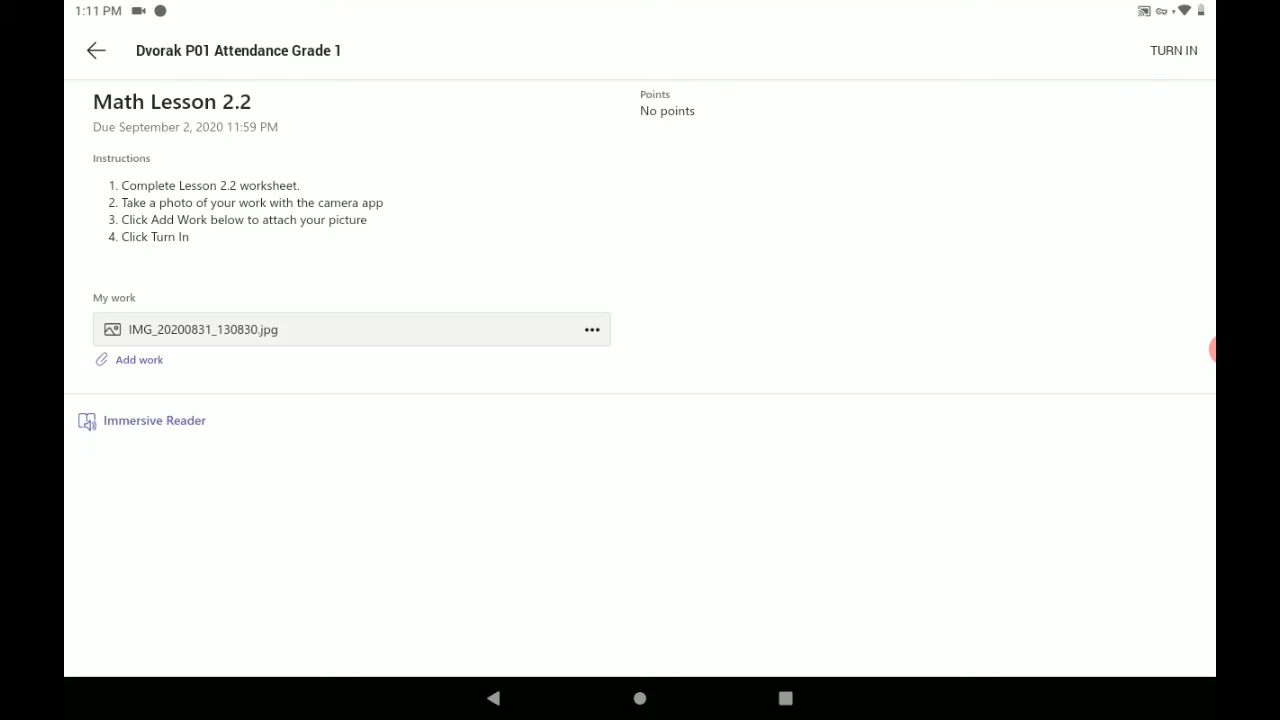 1:11 PM
Dvorak P01 Attendance Grade 1
TURN IN
Math Lesson 2.2
Due September 2, 2020 11:59 PM
Points
No points
Instructions
1. Complete Lesson 2.2 worksheet.
2. Take a photo of your work with the camera app
3. Click Add Work below to attach your picture
4. Click Turn In
My work
IMG_20200831_130830.jpg
Add work
Immersive Reader